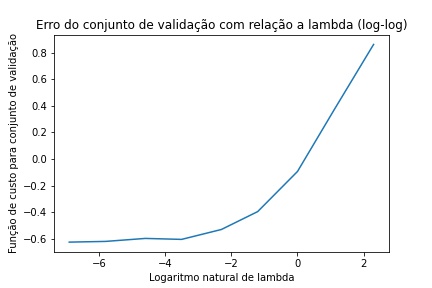 Erro do conjunto de validação com relação a lambda (log-log)
Função de custo para conjunto de validação
0.8
0.6
0.4
0.2
0.0
−0.2
−0.4
−0.6
−6 −4 −2 0 2
Logaritmo natural de lambda